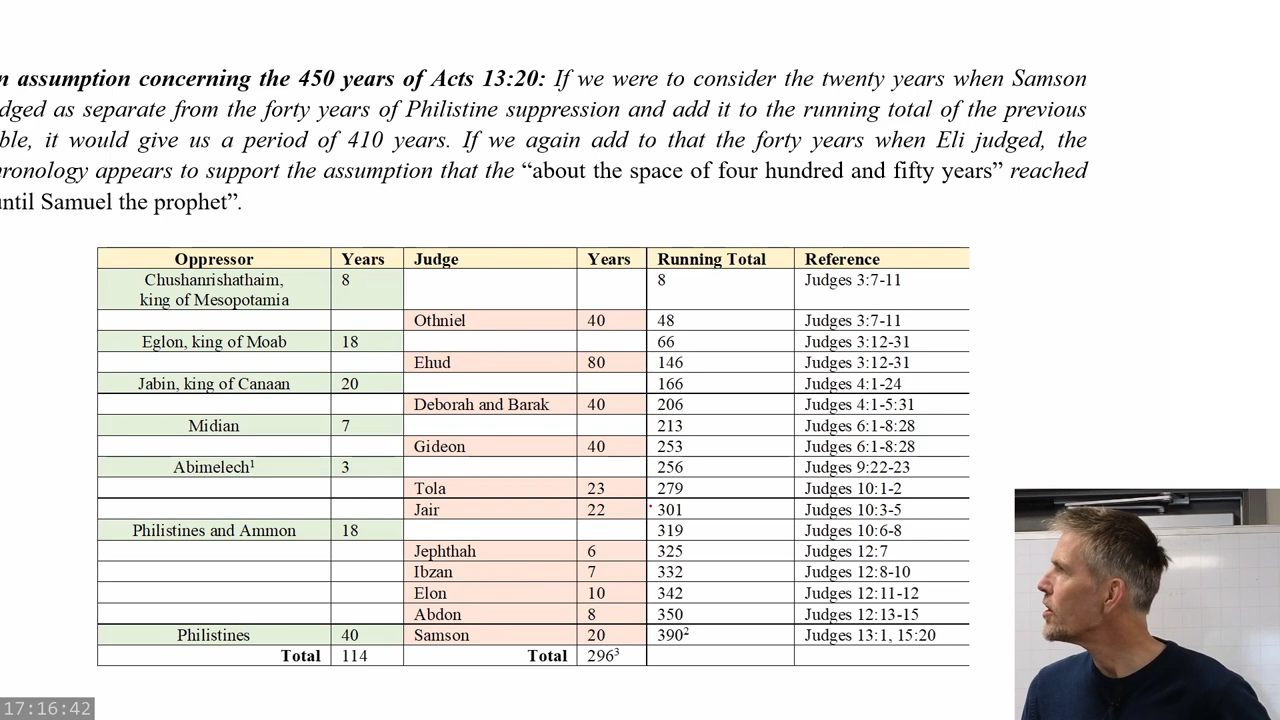 n assumption concerning the 450 years of Acts 13:20: If we were to consider the twenty years when Samson
dged as separate from the forty years of Philistine suppression and add it to the running total of the previous
ble, it would give us a period of 410 years. If we again add to that the forty years when Eli judged, the
ronology appears to support the assumption that the “about the space of four hundred and fifty years” reached
until Samuel the prophet”.
Oppressor Years Judge Years Running Total Reference
Chushanrishathaim, 8 8 Judges 3:7-11
king of Mesopotamia
Othniel 40 48 Judges 3:7-11
Eglon, king of Moab 18 66 Judges 3:12-31
Ehud 80 146 Judges 3:12-31
Jabin, king of Canaan 20 166 Judges 4:1-24
Deborah and Barak 40 206 Judges 4:1-5:31
Midian 7 213 Judges 6:1-8:28
Gideon 40 253 Judges 6:1-8:28
Abimelech¹ 3 256 Judges 9:22-23
Tola 23 279 Judges 10:1-2
Jair 22 301 Judges 10:3-5
Philistines and Ammon 18 319 Judges 10:6-8
Jephthah 6 325 Judges 12:7
Ibzan 7 332 Judges 12:8-10
Elon 10 342 Judges 12:11-12
Abdon 8 350 Judges 12:13-15
Philistines 40 Samson 20 390² Judges 13:1, 15:20
Total 114 Total 296³
17:16:42